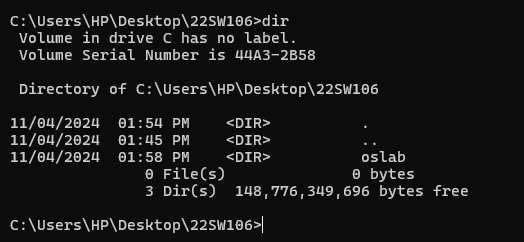 C:\Users\HP\Desktop\22SW106>dir
 Volume in drive C has no label.
 Volume Serial Number is 44A3-2B58

 Directory of C:\Users\HP\Desktop\22SW106

11/04/2024  01:54 PM    <DIR>          .
11/04/2024  01:45 PM    <DIR>          ..
11/04/2024  01:58 PM    <DIR>          oslab
               0 File(s)              0 bytes
               3 Dir(s)  148,776,349,696 bytes free

C:\Users\HP\Desktop\22SW106>